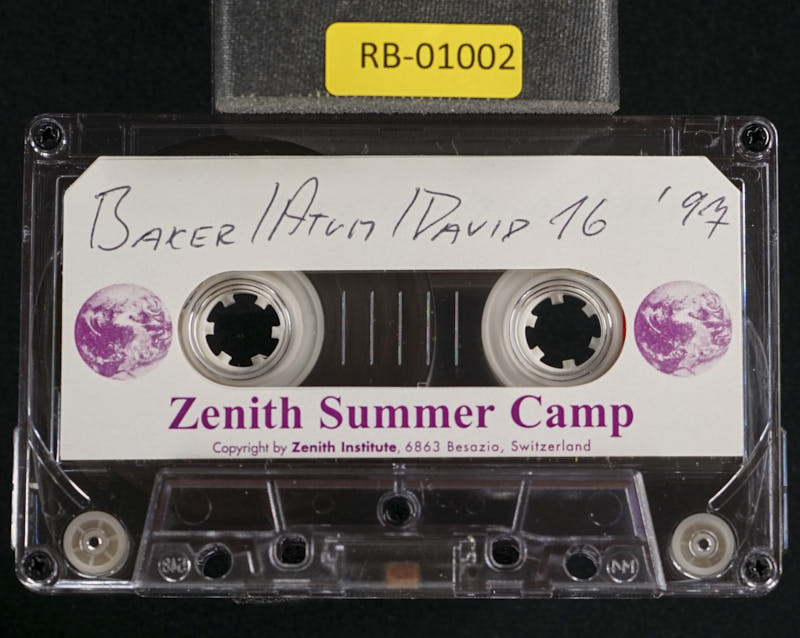 RB-01002
BAKER / ATUM / DAVID 16 '97
Zenith Summer Camp
Copyright by Zenith Institute, 6863 Besazio, Switzerland